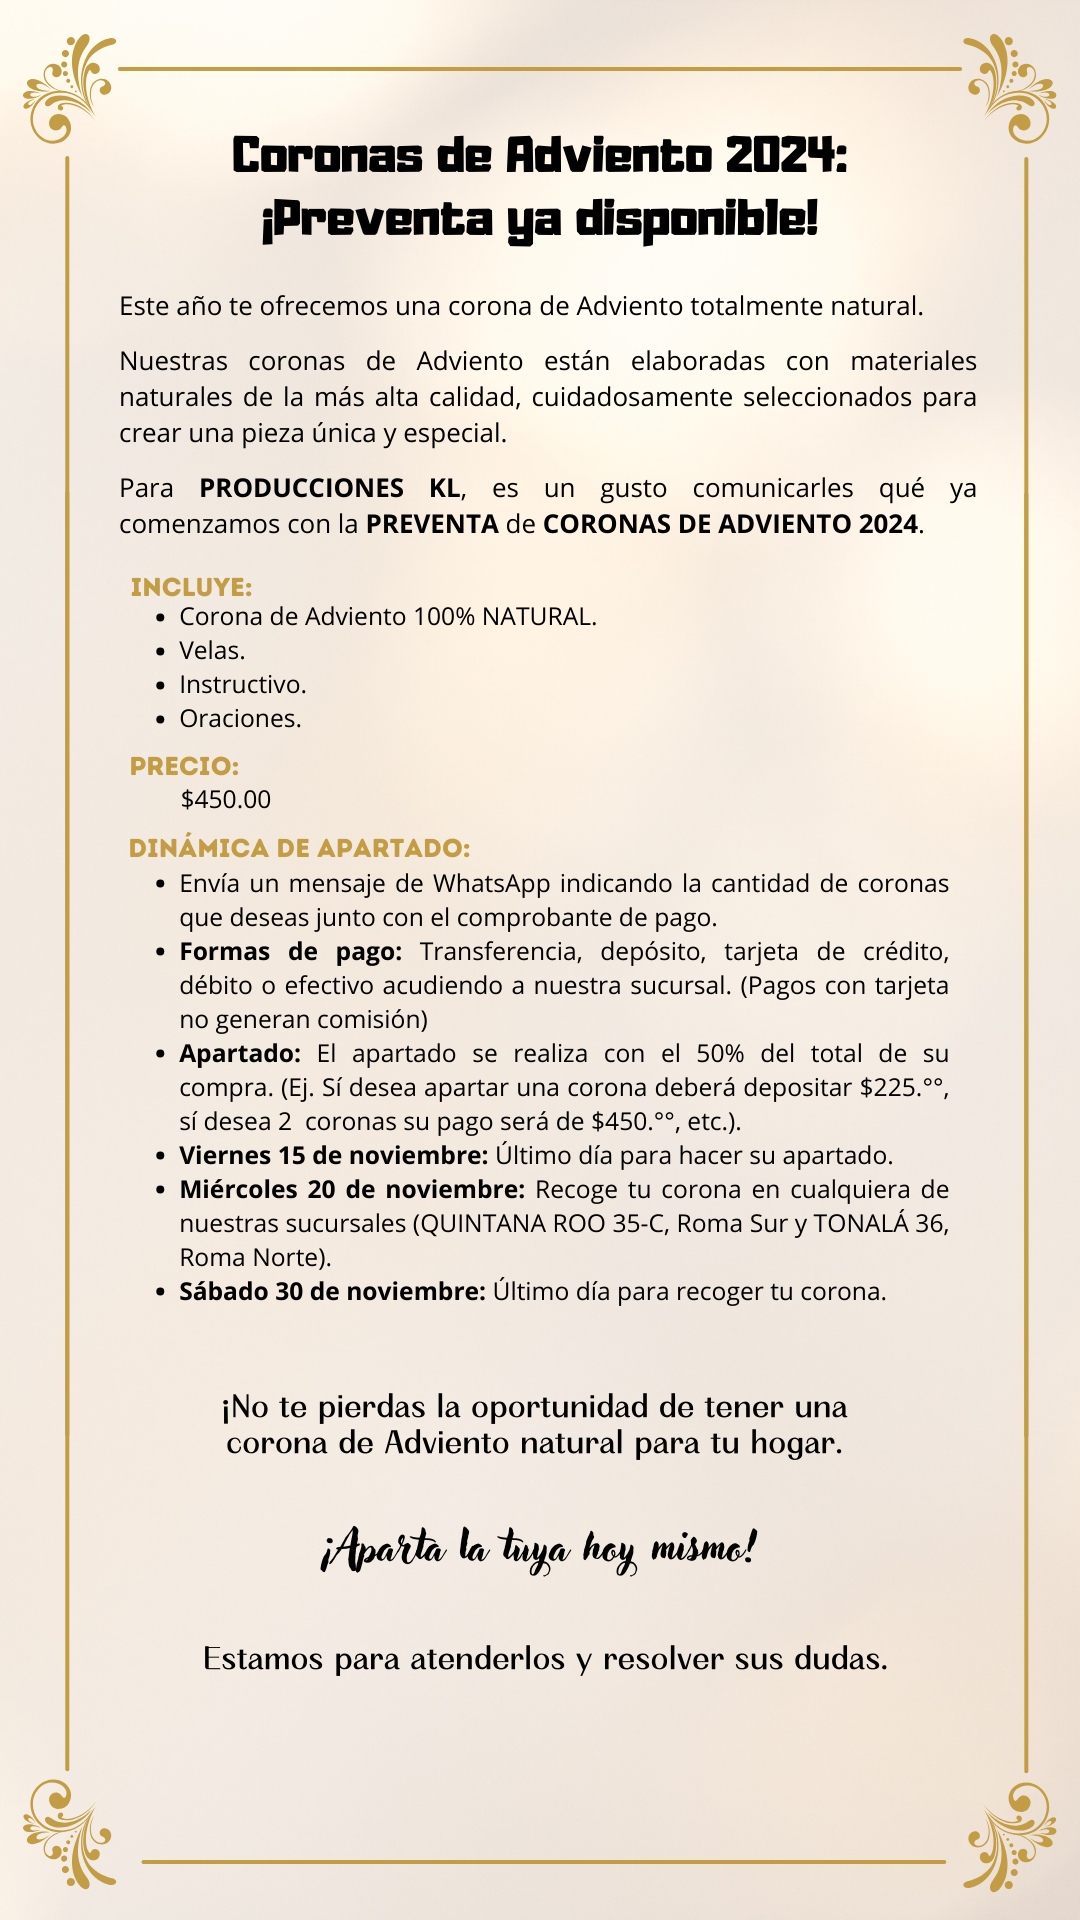 Coronas de Adviento 2024:
¡Preventa ya disponible!
Este año te ofrecemos una corona de Adviento totalmente natural.
Nuestras coronas de Adviento están elaboradas con materiales
naturales de la más alta calidad, cuidadosamente seleccionados para
crear una pieza única y especial.
Para PRODUCCIONES KL, es un gusto comunicarles qué ya
comenzamos con la PREVENTA de CORONAS DE ADVIENTO 2024.
INCLUYE:
• Corona de Adviento 100% NATURAL.
• Velas.
• Instructivo.
• Oraciones.
PRECIO:
$450.00
DINÁMICA DE APARTADO:
• Envía un mensaje de WhatsApp indicando la cantidad de coronas
que deseas junto con el comprobante de pago.
• Formas de pago: Transferencia, depósito, tarjeta de crédito,
débito o efectivo acudiendo a nuestra sucursal. (Pagos con tarjeta
no generan comisión)
• Apartado: El apartado se realiza con el 50% del total de su
compra. (Ej. Sí desea apartar una corona deberá depositar $225.°°,
sí desea 2 coronas su pago será de $450.°°, etc.).
• Viernes 15 de noviembre: Último día para hacer su apartado.
• Miércoles 20 de noviembre: Recoge tu corona en cualquiera de
nuestras sucursales (QUINTANA ROO 35-C, Roma Sur y TONALÁ 36,
Roma Norte).
• Sábado 30 de noviembre: Último día para recoger tu corona.
¡No te pierdas la oportunidad de tener una
corona de Adviento natural para tu hogar.
¡Aparta la tuya hoy mismo!
Estamos para atenderlos y resolver sus dudas.